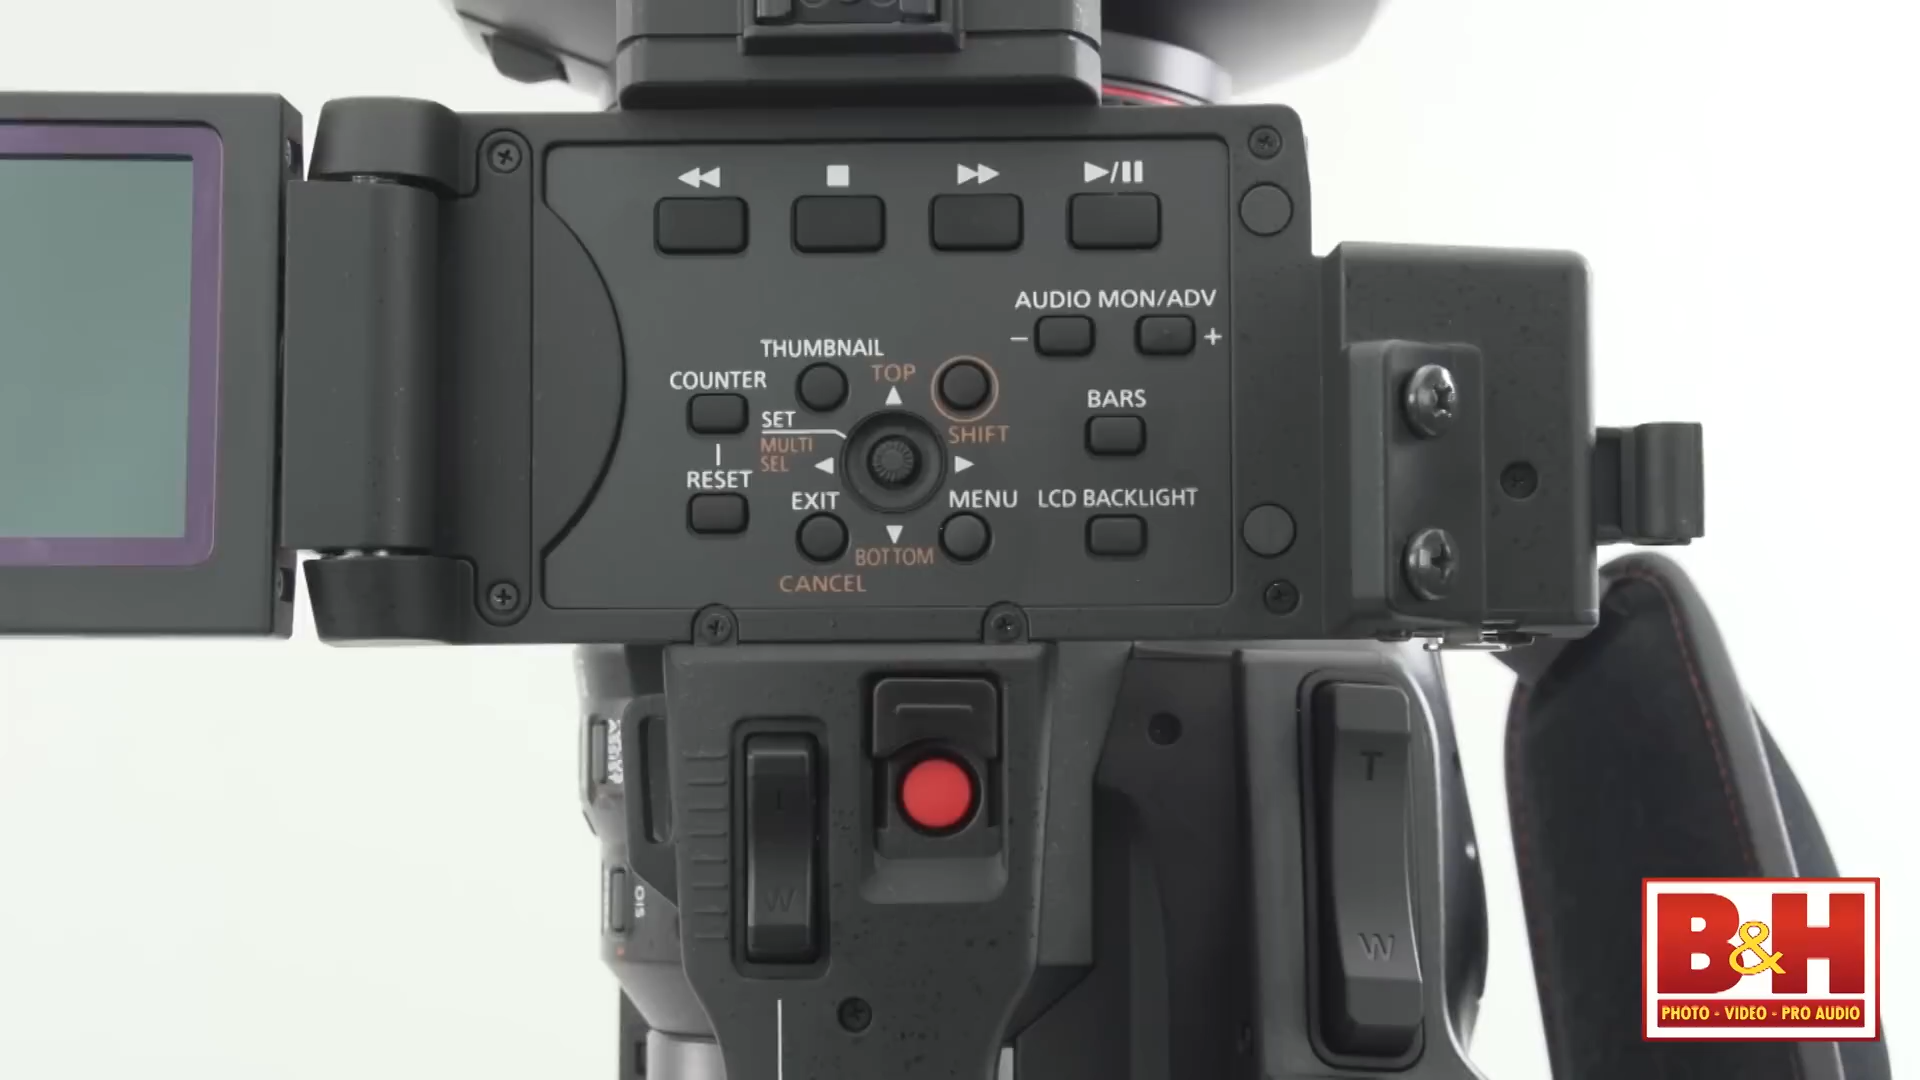 AUDIO MON/ADV
− +
THUMBNAIL
TOP
COUNTER
BARS
SET
SHIFT
MULTI
SEL
RESET
EXIT
MENU
LCD BACKLIGHT
BOTTOM
CANCEL
T
T
W
W
OIS
B&H
PHOTO - VIDEO - PRO AUDIO